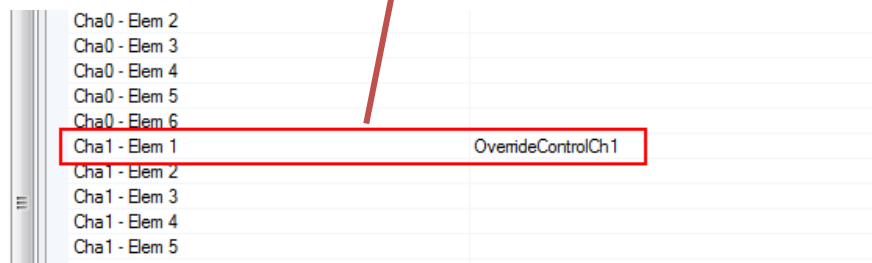 Cha0 - Elem 2
Cha0 - Elem 3
Cha0 - Elem 4
Cha0 - Elem 5
Cha0 - Elem 6
Cha1 - Elem 1 OverrideControlCh1
Cha1 - Elem 2
Cha1 - Elem 3
Cha1 - Elem 4
Cha1 - Elem 5